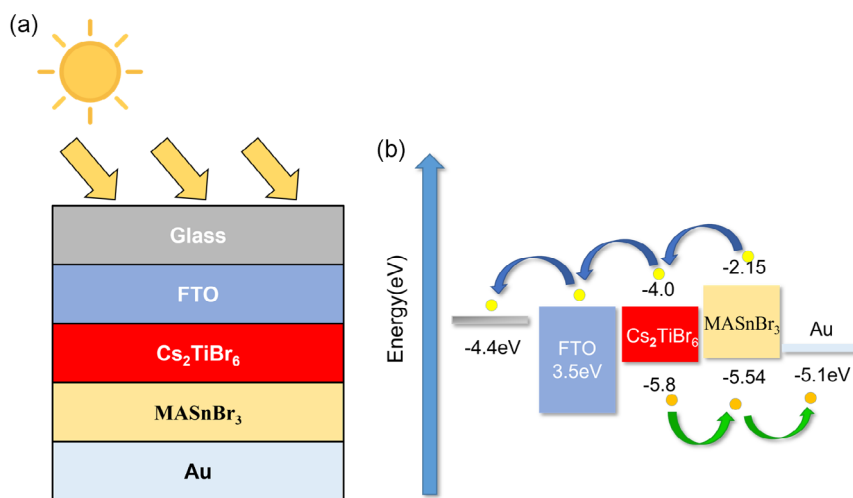 (a)
Glass
FTO
Cs₂TiBr₆
MASnBr₃
Au
(b)
Energy(eV)
-4.4eV
FTO
3.5eV
-4.0
Cs₂TiBr₆
-5.8
-2.15
MASnBr₃
-5.54
Au
-5.1eV